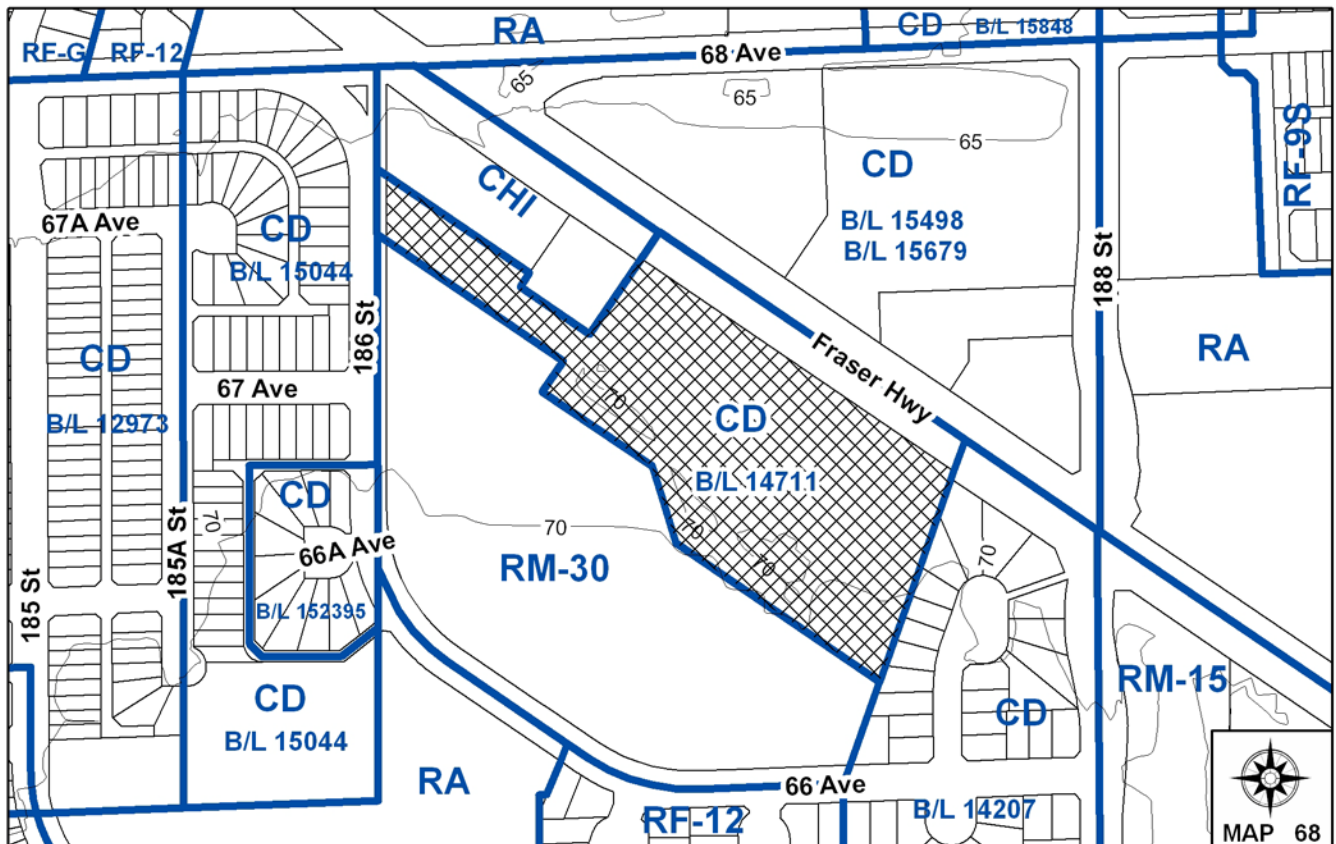 RF-G
RF-12
RA
CD
B/L 15848
68 Ave
65
65
65
RF-9S
CHI
CD
B/L 15498
B/L 15679
67A Ave
CD
B/L 15044
188 St
186 St
CD
B/L 12973
67 Ave
Fraser Hwy
RA
70
CD
B/L 14711
CD
70
70
70
66A Ave
70
70
RM-30
185A St
185 St
B/L 152395
CD
B/L 15044
RM-15
CD
RA
66 Ave
RF-12
B/L 14207
MAP 68